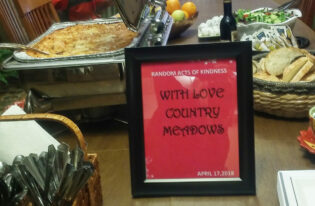 RANDOM ACTS OF KINDNESS
WITH LOVE
COUNTRY
MEADOWS
APRIL 17, 2018